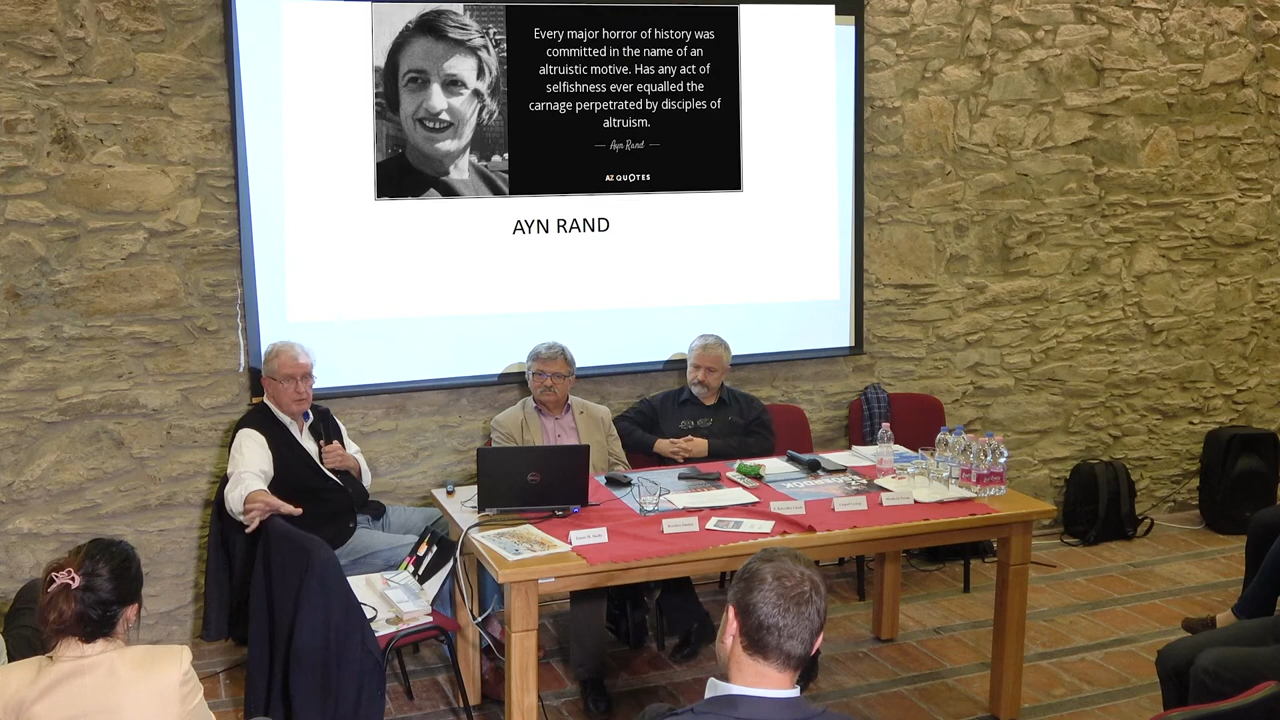 Every major horror of history was
committed in the name of an
altruistic motive. Has any act of
selfishness ever equalled the
carnage perpetrated by disciples of
altruism.
— Ayn Rand —
AZ QUOTES
AYN RAND
DELL